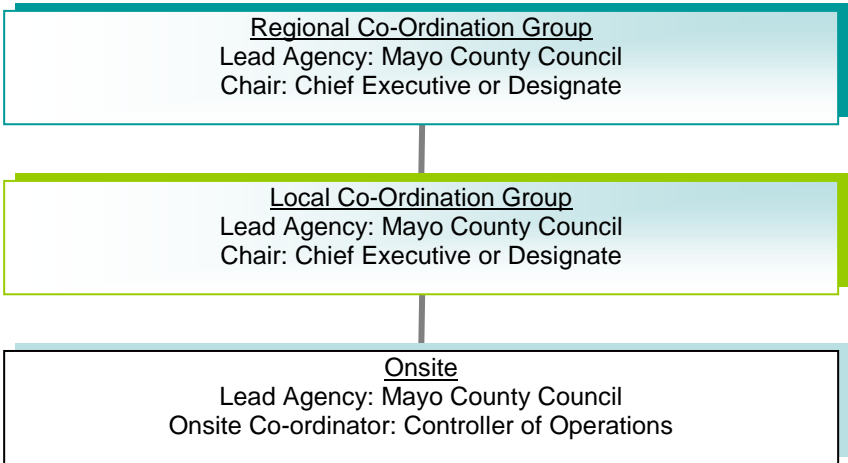 Regional Co-Ordination Group
Lead Agency: Mayo County Council
Chair: Chief Executive or Designate
Local Co-Ordination Group
Lead Agency: Mayo County Council
Chair: Chief Executive or Designate
Onsite
Lead Agency: Mayo County Council
Onsite Co-ordinator: Controller of Operations